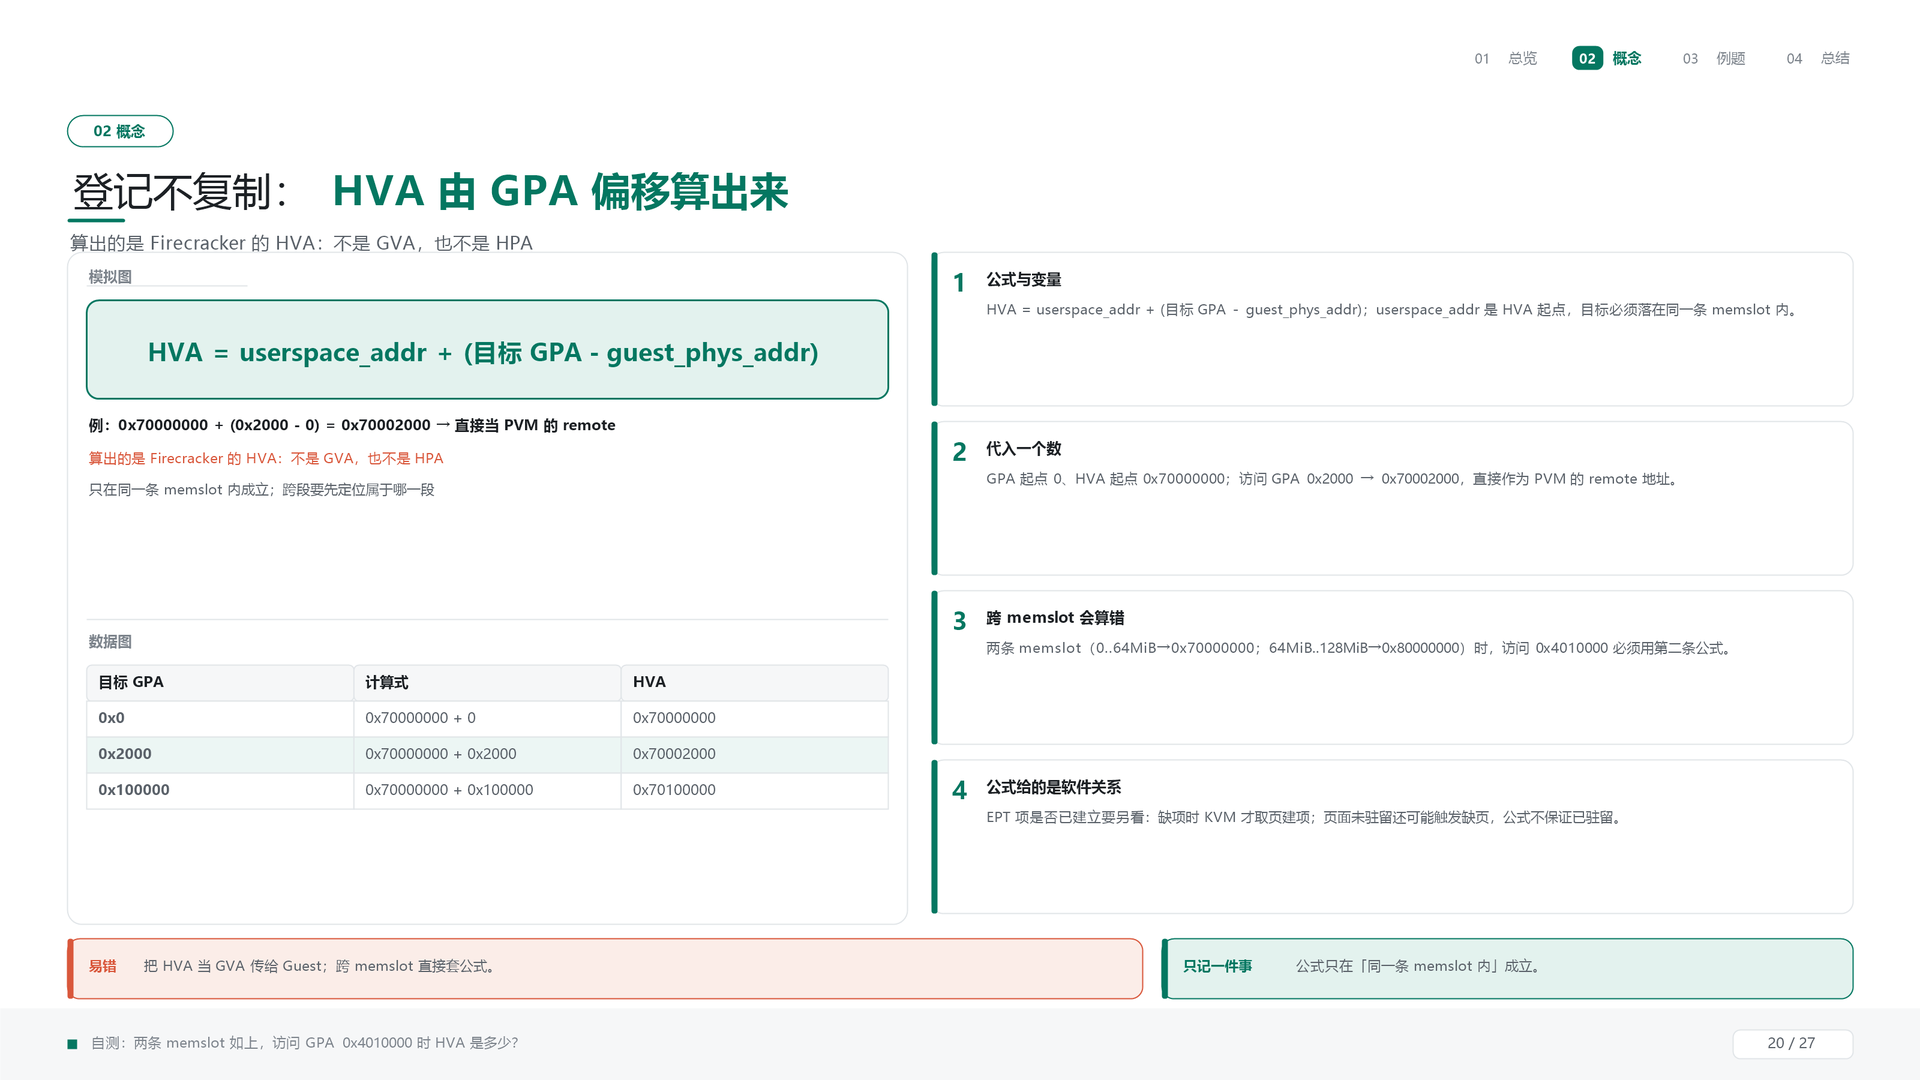 01 总览 02 概念 03 例题 04 总结
02 概念
登记不复制： HVA 由 GPA 偏移算出来
算出的是 Firecracker 的 HVA：不是 GVA，也不是 HPA
模拟图
HVA = userspace_addr + (目标 GPA - guest_phys_addr)
例：0x70000000 + (0x2000 - 0) = 0x70002000 → 直接当 PVM 的 remote
算出的是 Firecracker 的 HVA：不是 GVA，也不是 HPA
只在同一条 memslot 内成立；跨段要先定位属于哪一段
数据图
目标 GPA 计算式 HVA
0x0 0x70000000 + 0 0x70000000
0x2000 0x70000000 + 0x2000 0x70002000
0x100000 0x70000000 + 0x100000 0x70100000
1 公式与变量
HVA = userspace_addr + (目标 GPA - guest_phys_addr)；userspace_addr 是 HVA 起点，目标必须落在同一条 memslot 内。
2 代入一个数
GPA 起点 0、HVA 起点 0x70000000；访问 GPA 0x2000 → 0x70002000，直接作为 PVM 的 remote 地址。
3 跨 memslot 会算错
两条 memslot（0..64MiB→0x70000000；64MiB..128MiB→0x80000000）时，访问 0x4010000 必须用第二条公式。
4 公式给的是软件关系
EPT 项是否已建立要另看：缺项时 KVM 才取页建项；页面未驻留还可能触发缺页，公式不保证已驻留。
易错 把 HVA 当 GVA 传给 Guest；跨 memslot 直接套公式。
只记一件事 公式只在「同一条 memslot 内」成立。
自测：两条 memslot 如上，访问 GPA 0x4010000 时 HVA 是多少？
20 / 27